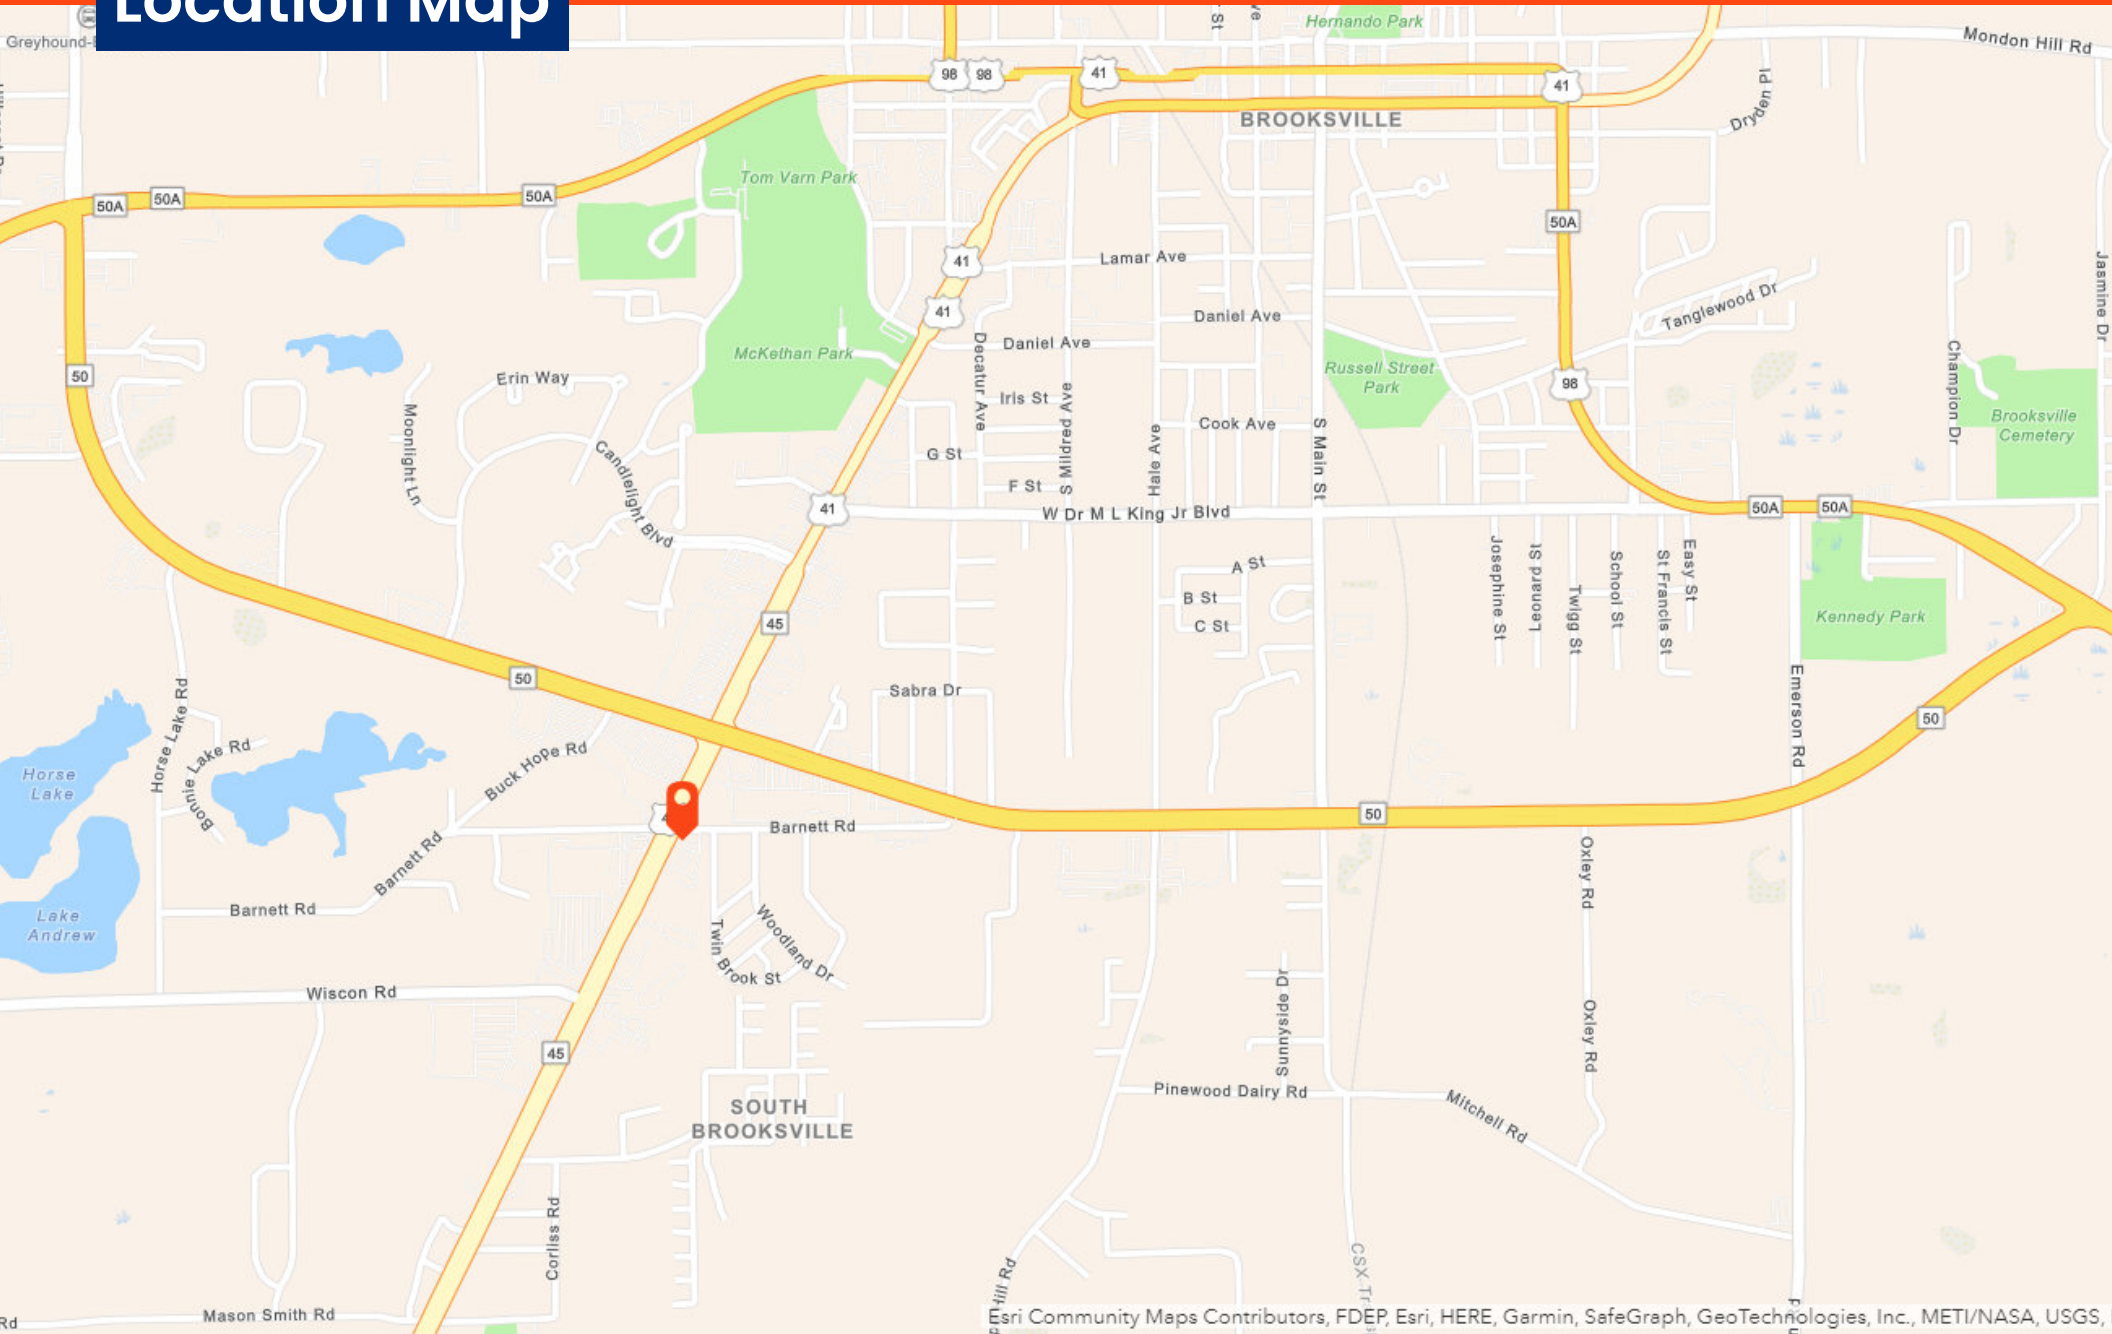 Location Map
Hernando Park
Mondon Hill Rd
98
98
41
41
Dryden Pl
BROOKSVILLE
Tom Varn Park
50A
50A
50A
50A
41
Lamar Ave
41
Daniel Ave
Daniel Ave
Tanglewood Dr
Jasmine Dr
McKethan Park
Decatur Ave
Russell Street
Park
Champion Dr
50
Erin Way
98
Iris St
S Mildred Ave
Hale Ave
Cook Ave
S Main St
Brooksville
Cemetery
Moonlight Ln
Candlelight Blvd
G St
F St
41
W Dr M L King Jr Blvd
50A
50A
A St
B St
C St
Josephine St
Leonard St
Twigg St
School St
St Francis St
Easy St
Kennedy Park
45
50
Sabra Dr
Emerson Rd
50
Horse Lake Rd
Bonnie Lake Rd
Buck Hope Rd
Horse
Lake
50
Barnett Rd
Barnett Rd
Barnett Rd
Oxley Rd
Lake
Andrew
Twin Brook St
Woodland Dr
Wiscon Rd
Sunnyside Dr
Oxley Rd
45
Pinewood Dairy Rd
Mitchell Rd
SOUTH
BROOKSVILLE
Corliss Rd
CSX
Hill Rd
Mason Smith Rd
Rd
Esri Community Maps Contributors, FDEP, Esri, HERE, Garmin, SafeGraph, GeoTechnologies, Inc., METI/NASA, USGS,